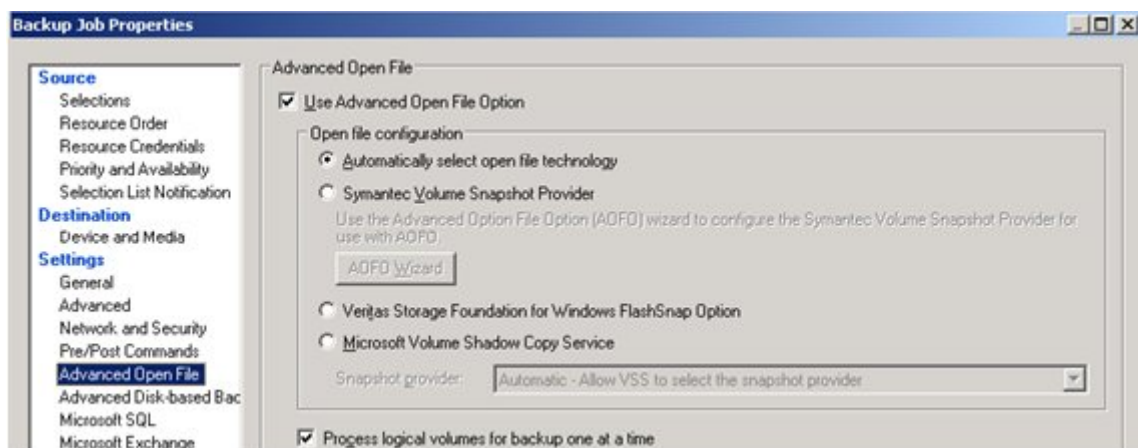 Backup Job Properties
Source
Selections
Resource Order
Resource Credentials
Priority and Availability
Selection List Notification
Destination
Device and Media
Settings
General
Advanced
Network and Security
Pre/Post Commands
Advanced Open File
Advanced Disk-based Bac
Microsoft SQL
Microsoft Exchange
Advanced Open File
Use Advanced Open File Option
Open file configuration
Automatically select open file technology
Symantec Volume Snapshot Provider
Use the Advanced Option File Option (AOFO) wizard to configure the Symantec Volume Snapshot Provider for
use with AOFO.
AOFO Wizard
Veritas Storage Foundation for Windows FlashSnap Option
Microsoft Volume Shadow Copy Service
Snapshot provider:
Automatic - Allow VSS to select the snapshot provider
Process logical volumes for backup one at a time